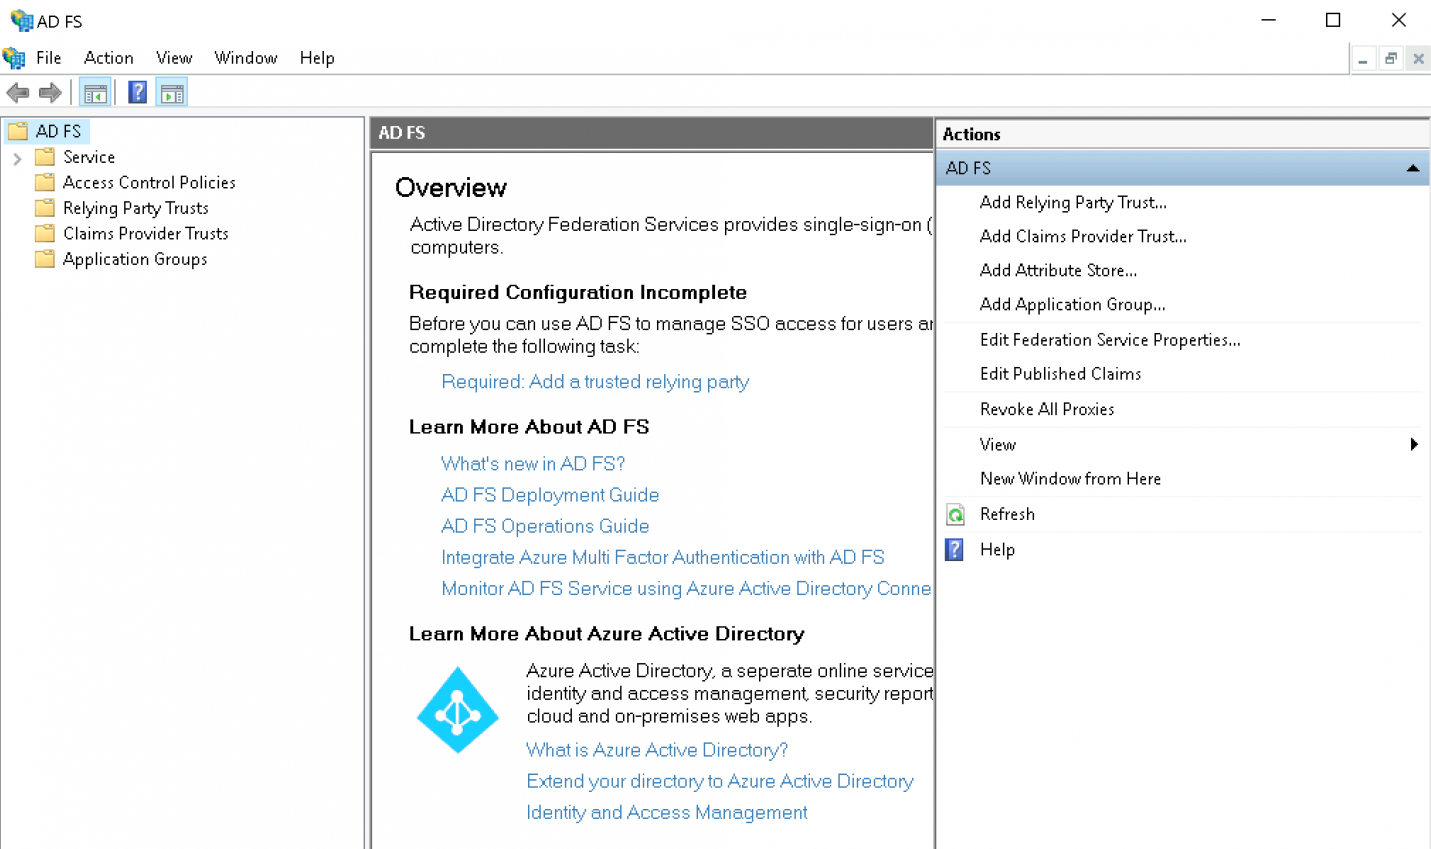 AD FS
File Action View Window Help
AD FS
Service
Access Control Policies
Relying Party Trusts
Claims Provider Trusts
Application Groups
AD FS
Overview
Active Directory Federation Services provides single-sign-on (
computers.
Required Configuration Incomplete
Before you can use AD FS to manage SSO access for users ar
complete the following task:
Required: Add a trusted relying party
Learn More About AD FS
What's new in AD FS?
AD FS Deployment Guide
AD FS Operations Guide
Integrate Azure Multi Factor Authentication with AD FS
Monitor AD FS Service using Azure Active Directory Conne
Learn More About Azure Active Directory
Azure Active Directory, a seperate online service
identity and access management, security report
cloud and on-premises web apps.
What is Azure Active Directory?
Extend your directory to Azure Active Directory
Identity and Access Management
Actions
AD FS
Add Relying Party Trust...
Add Claims Provider Trust...
Add Attribute Store...
Add Application Group...
Edit Federation Service Properties...
Edit Published Claims
Revoke All Proxies
View
New Window from Here
Refresh
Help